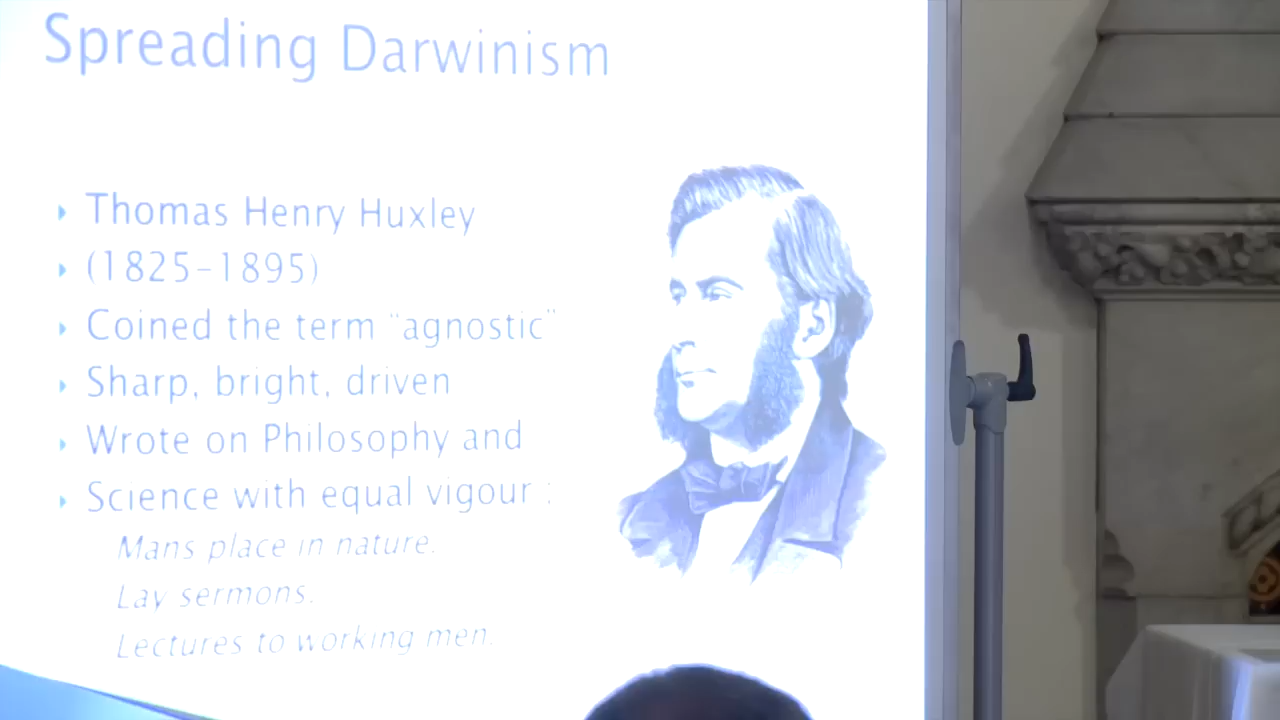 Spreading Darwinism
Thomas Henry Huxley
(1825-1895)
Coined the term "agnostic"
Sharp, bright, driven
Wrote on Philosophy and
Science with equal vigour :
Mans place in nature.
Lay sermons.
Lectures to working men.